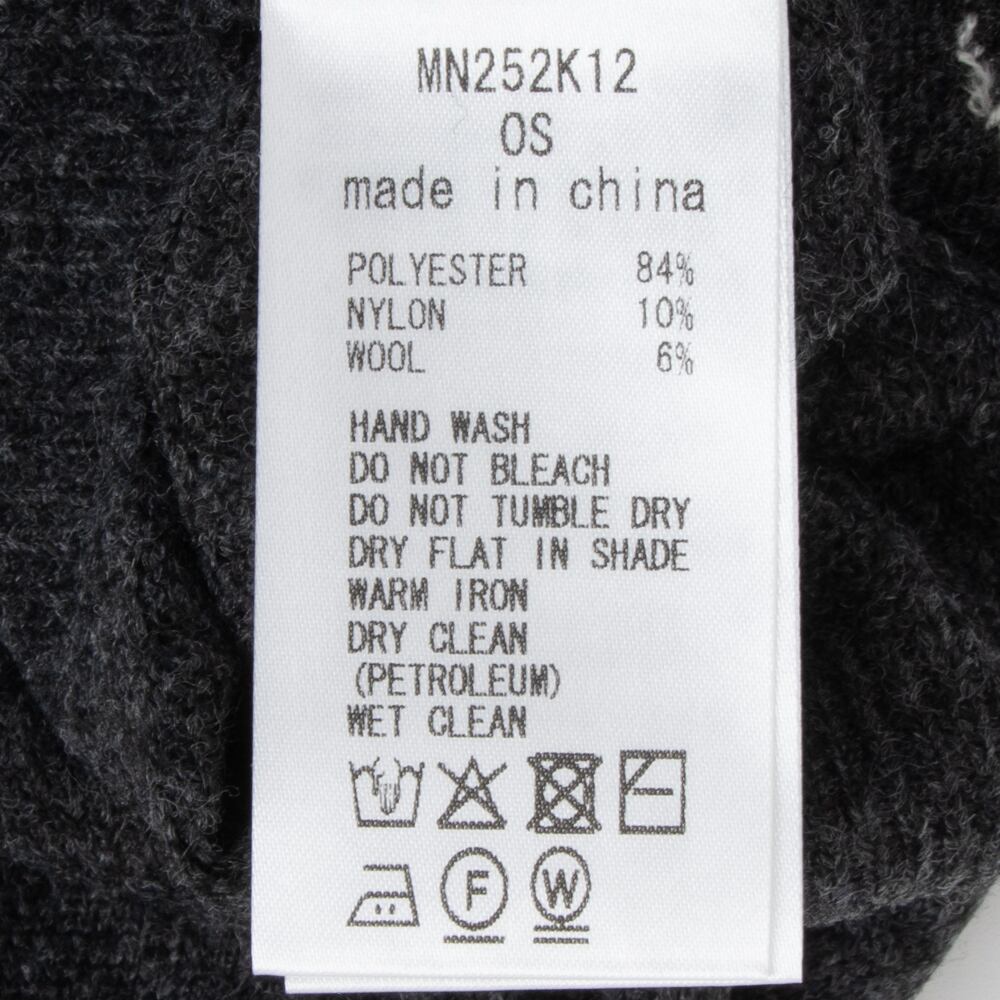 MN252K12
OS
made in china
POLYESTER 84%
NYLON 10%
WOOL 6%
HAND WASH
DO NOT BLEACH
DO NOT TUMBLE DRY
DRY FLAT IN SHADE
WARM IRON
DRY CLEAN
(PETROLEUM)
WET CLEAN
F W